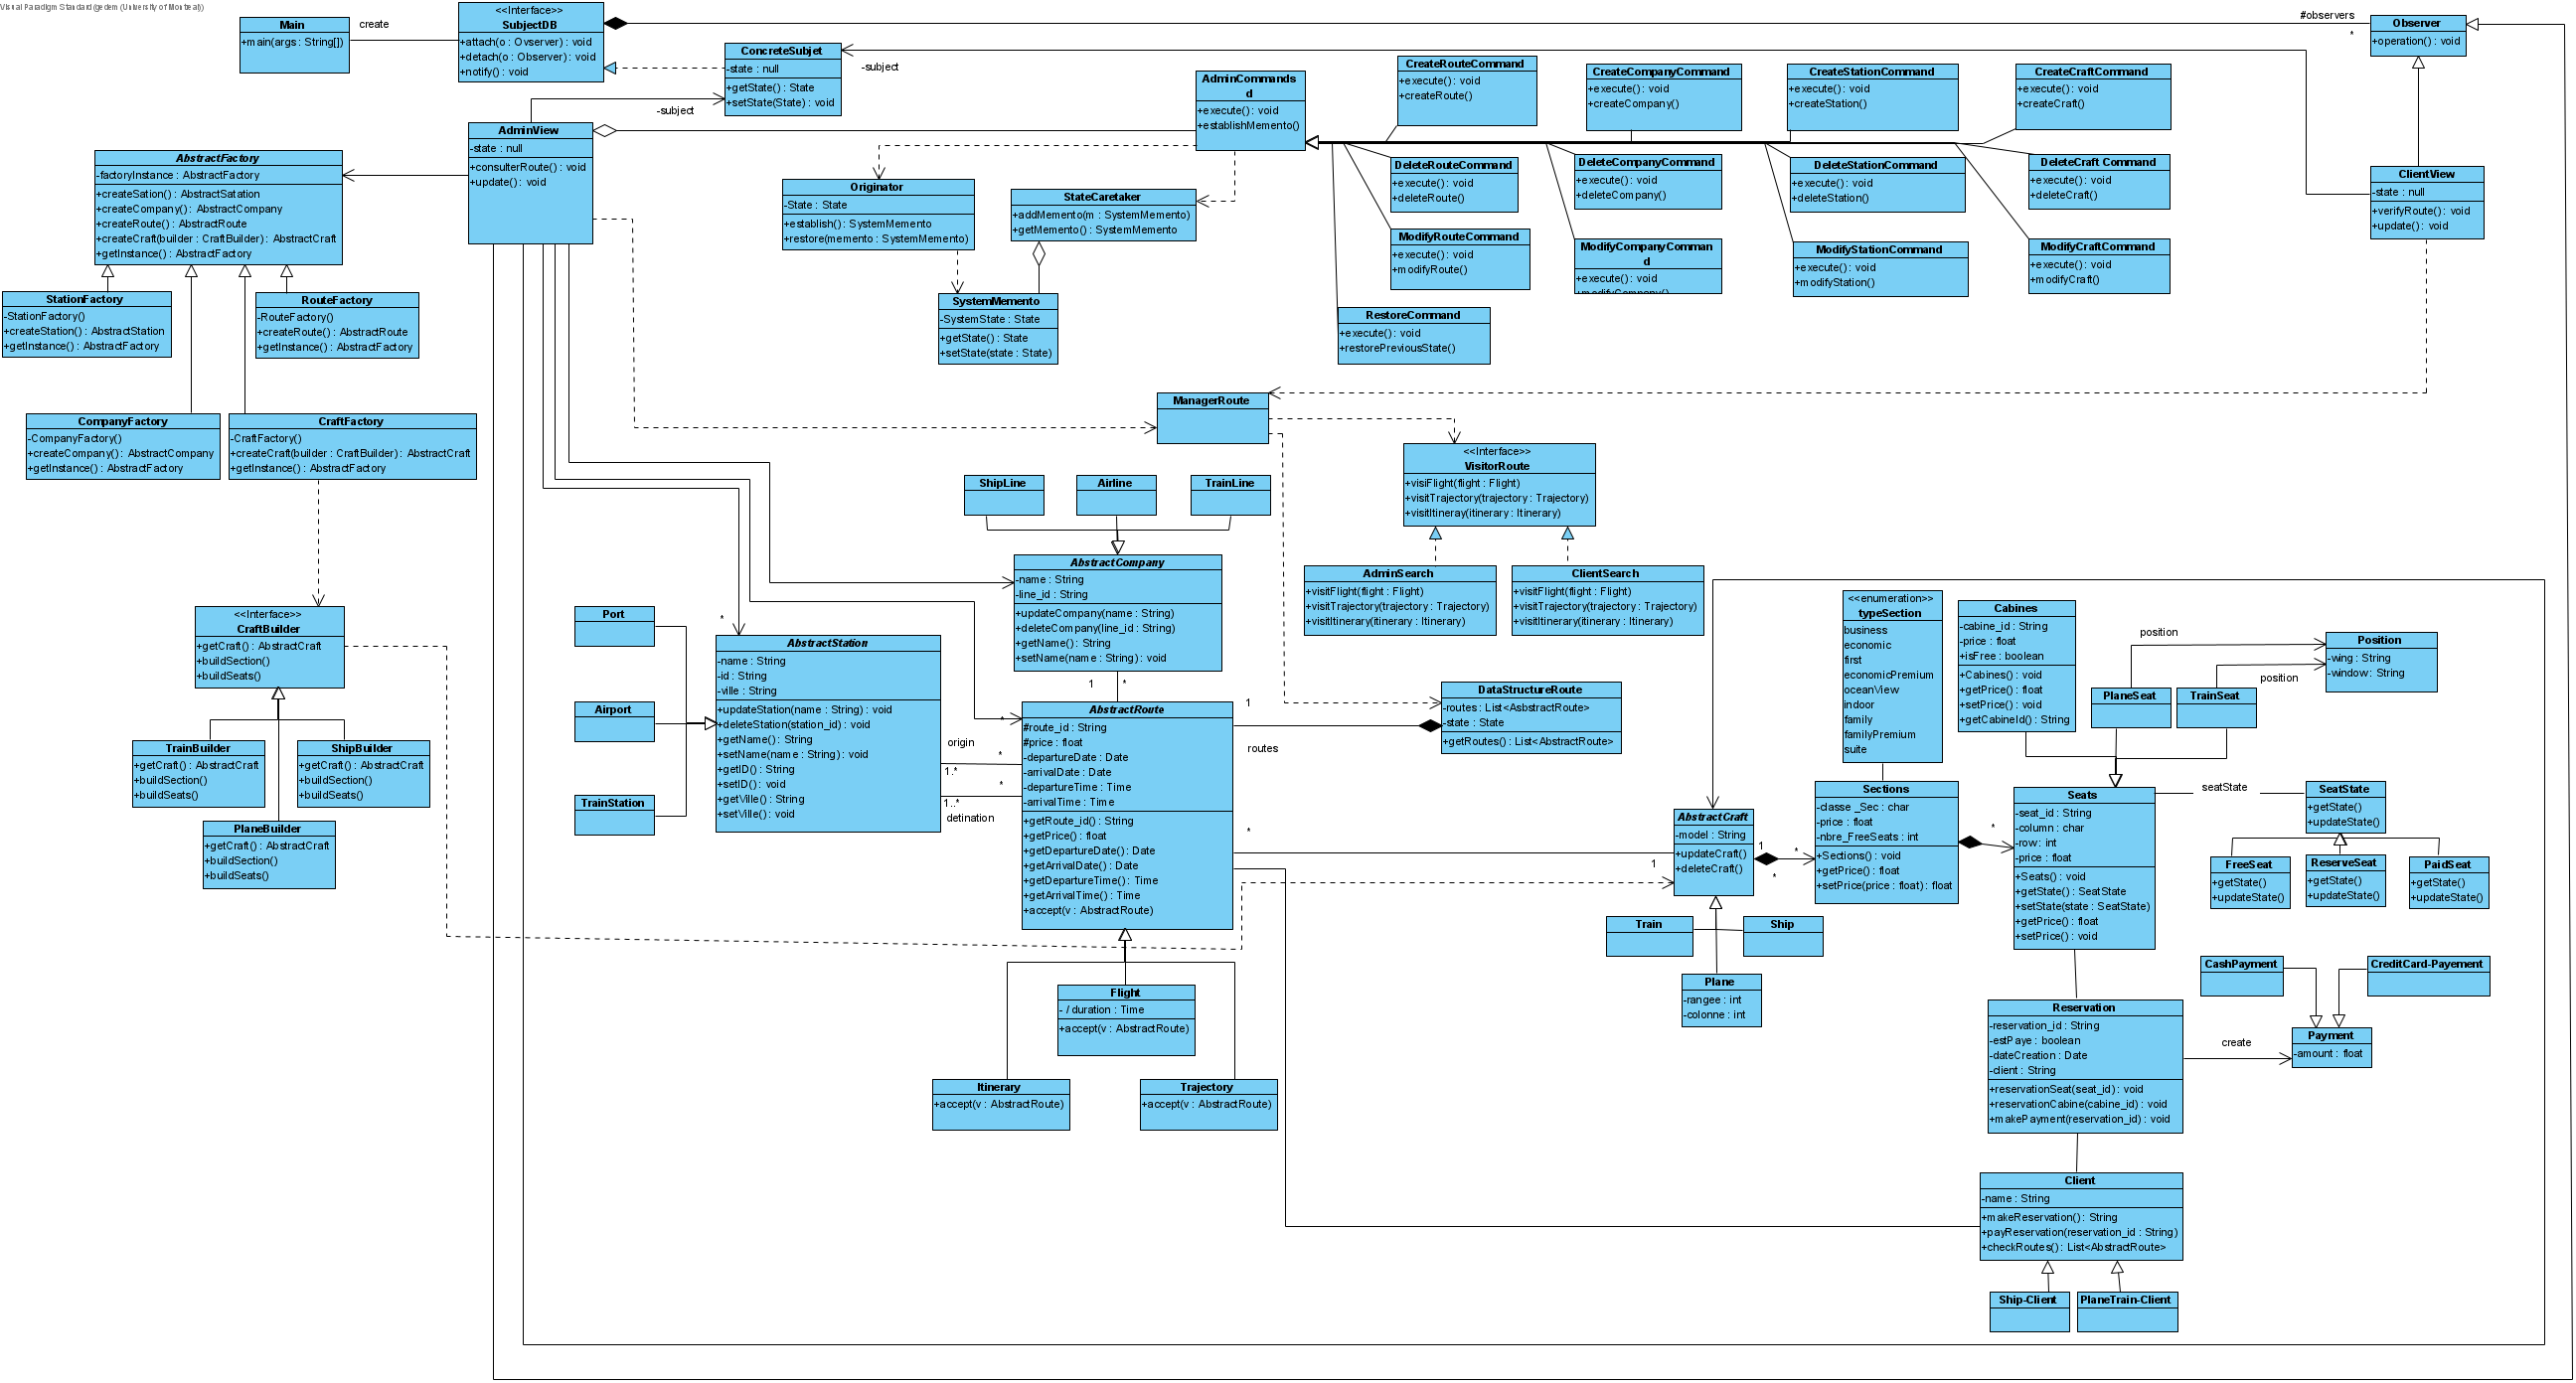 Visual Paradigm Standard(gedem (University of Montreal))
Main
+main(args : String[])
create
<<Interface>>
SubjectDB
+attach(o : Ovserver) : void
+detach(o : Observer) : void
+notify() : void
ConcreteSubjet
-state : null
+getState() : State
+setState(State) : void
-subject
-subject
#observers
*
Observer
+operation() : void
AdminView
-state : null
+consulterRoute() : void
+update() : void
AdminCommands
d
+execute() : void
+establishMemento()
CreateRouteCommand
+execute() : void
+createRoute()
CreateCompanyCommand
+execute() : void
+createCompany()
CreateStationCommand
+execute() : void
+createStation()
CreateCraftCommand
+execute() : void
+createCraft()
DeleteRouteCommand
+execute() : void
+deleteRoute()
DeleteCompanyCommand
+execute() : void
+deleteCompany()
DeleteStationCommand
+execute() : void
+deleteStation()
DeleteCraft Command
+execute() : void
+deleteCraft()
ModifyRouteCommand
+execute() : void
+modifyRoute()
ModifyCompanyComman
d
+execute() : void
+modifyCompany()
ModifyStationCommand
+execute() : void
+modifyStation()
ModifyCraftCommand
+execute() : void
+modifyCraft()
RestoreCommand
+execute() : void
+restorePreviousState()
ClientView
-state : null
+verifyRoute() : void
+update() : void
AbstractFactory
-factoryInstance : AbstractFactory
+createSation() : AbstractSatation
+createCompany() : AbstractCompany
+createRoute() : AbstractRoute
+createCraft(builder : CraftBuilder) : AbstractCraft
+getInstance() : AbstractFactory
StationFactory
-StationFactory()
+createStation() : AbstractStation
+getInstance() : AbstractFactory
RouteFactory
-RouteFactory()
+createRoute() : AbstractRoute
+getInstance() : AbstractFactory
CompanyFactory
-CompanyFactory()
+createCompany() : AbstractCompany
+getInstance() : AbstractFactory
CraftFactory
-CraftFactory()
+createCraft(builder : CraftBuilder) : AbstractCraft
+getInstance() : AbstractFactory
Originator
-State : State
+establish() : SystemMemento
+restore(memento : SystemMemento)
StateCaretaker
+addMemento(m : SystemMemento)
+getMemento() : SystemMemento
SystemMemento
-SystemState : State
+getState() : State
+setState(state : State)
ManagerRoute
<<Interface>>
VisitorRoute
+visiFlight(flight : Flight)
+visitTrajectory(trajectory : Trajectory)
+visitItineray(itinerary : Itinerary)
AdminSearch
+visitFlight(flight : Flight)
+visitTrajectory(trajectory : Trajectory)
+visitItinerary(itinerary : Itinerary)
ClientSearch
+visitFlight(flight : Flight)
+visitTrajectory(trajectory : Trajectory)
+visitItinerary(itinerary : Itinerary)
ShipLine
Airline
TrainLine
AbstractCompany
-name : String
-line_id : String
+updateCompany(name : String)
+deleteCompany(line_id : String)
+getName() : String
+setName(name : String) : void
1
*
<<Interface>>
CraftBuilder
+getCraft() : AbstractCraft
+buildSection()
+buildSeats()
TrainBuilder
+getCraft() : AbstractCraft
+buildSection()
+buildSeats()
ShipBuilder
+getCraft() : AbstractCraft
+buildSection()
+buildSeats()
PlaneBuilder
+getCraft() : AbstractCraft
+buildSection()
+buildSeats()
Port
Airport
TrainStation
*
AbstractStation
-name : String
-id : String
-ville : String
+updateStation(name : String) : void
+deleteStation(station_id) : void
+getName() : String
+setName(name : String) : void
+getID() : String
+setID() : void
+getVille() : String
+setVille() : void
origin
1..*
*
*
1..*
*
detination
AbstractRoute
#route_id : String
#price : float
-departureDate : Date
-arrivalDate : Date
-departureTime : Time
-arrivalTime : Time
+getRoute_id() : String
+getPrice() : float
+getDepartureDate() : Date
+getArrivalDate() : Date
+getDepartureTime() : Time
+getArrivalTime() : Time
+accept(v : AbstractRoute)
1
routes
DataStructureRoute
-routes : List<AsbstractRoute>
-state : State
+getRoutes() : List<AbstractRoute>
*
1
Flight
- / duration : Time
+accept(v : AbstractRoute)
Itinerary
+accept(v : AbstractRoute)
Trajectory
+accept(v : AbstractRoute)
AbstractCraft
-model : String
+updateCraft()
+deleteCraft()
1
*
*
Train
Ship
Plane
-rangee : int
-colonne : int
<<enumeration>>
typeSection
business
economic
first
economicPremium
oceanView
indoor
family
familyPremium
suite
Sections
-classe _Sec : char
-price : float
-nbre_FreeSeats : int
+Sections() : void
+getPrice() : float
+setPrice(price : float) : float
*
Cabines
-cabine_id : String
-price : float
+isFree : boolean
+Cabines() : void
+getPrice() : float
+setPrice() : void
+getCabineId() : String
position
Position
-wing : String
-window : String
position
PlaneSeat
TrainSeat
Seats
-seat_id : String
-column : char
-row : int
-price : float
+Seats() : void
+getState() : SeatState
+setState(state : SeatState)
+getPrice() : float
+setPrice() : void
seatState
SeatState
+getState()
+updateState()
FreeSeat
+getState()
+updateState()
ReserveSeat
+getState()
+updateState()
PaidSeat
+getState()
+updateState()
CashPayment
CreditCard-Payement
Payment
-amount : float
create
Reservation
-reservation_id : String
-estPaye : boolean
-dateCreation : Date
-client : String
+reservationSeat(seat_id) : void
+reservationCabine(cabine_id) : void
+makePayment(reservation_id) : void
Client
-name : String
+makeReservation() : String
+payReservation(reservation_id : String)
+checkRoutes() : List<AbstractRoute>
Ship-Client
PlaneTrain-Client